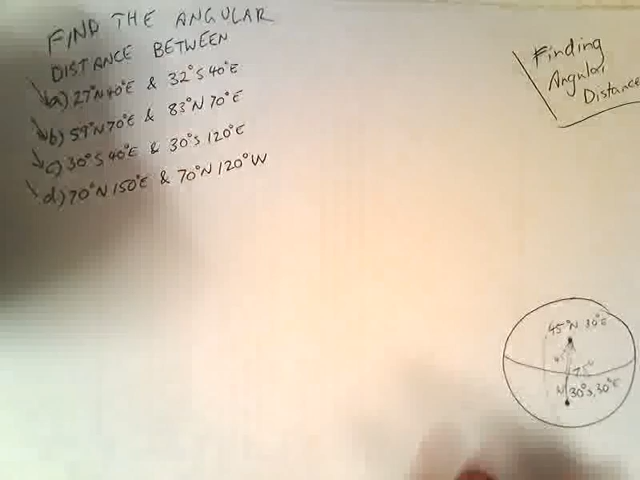 FIND THE ANGULAR
DISTANCE BETWEEN
a) 27°N 40°E & 32°S 40°E
b) 59°N 70°E & 83°N 70°E
c) 30°S 40°E & 30°S 120°E
d) 70°N 150°E & 70°N 120°W
Finding
Angular
Distance
45°N 30°E
75°
30°S, 30°E